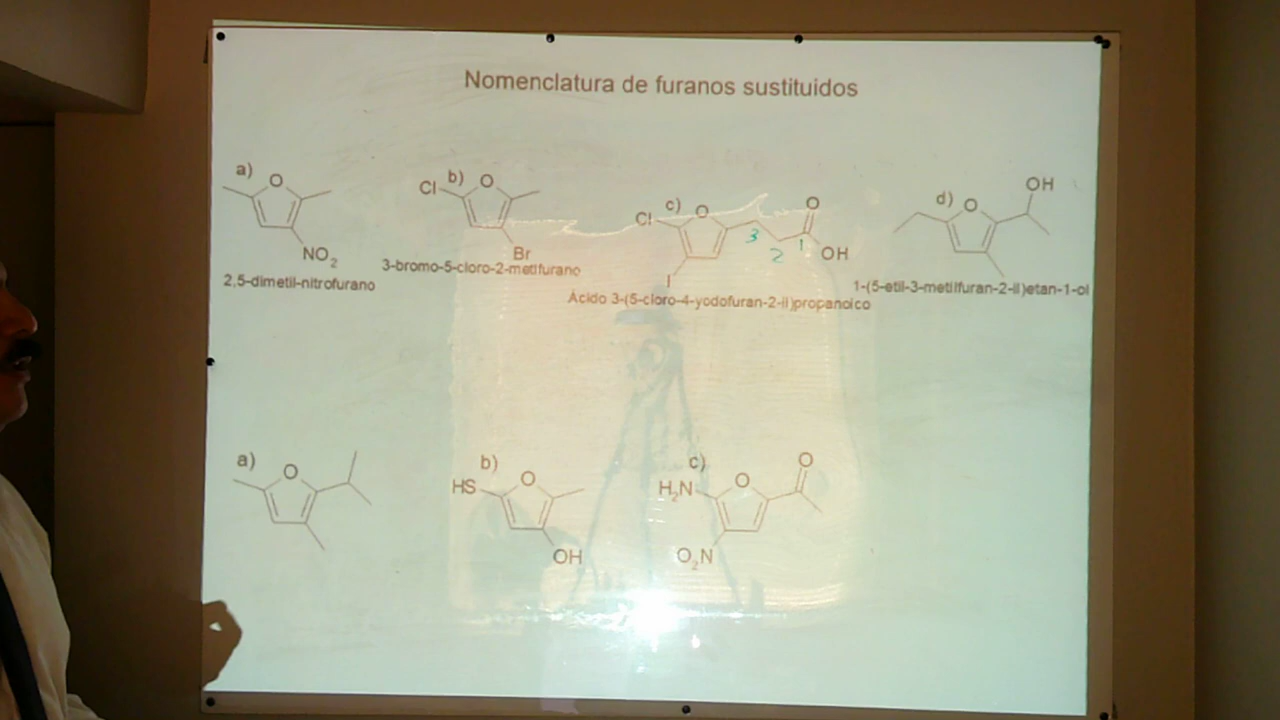 Nomenclatura de furanos sustituidos
a)
O
NO2
2,5-dimetil-nitrofurano
b)
Cl
O
Br
3-bromo-5-cloro-2-metifurano
c)
Cl
O
O
OH
I
3
2
1
Ácido 3-(5-cloro-4-yodofuran-2-il)propanoico
d)
O
OH
1-(5-etil-3-metilfuran-2-il)etan-1-ol
a)
O
b)
HS
O
OH
c)
H2N
O
O
O2N